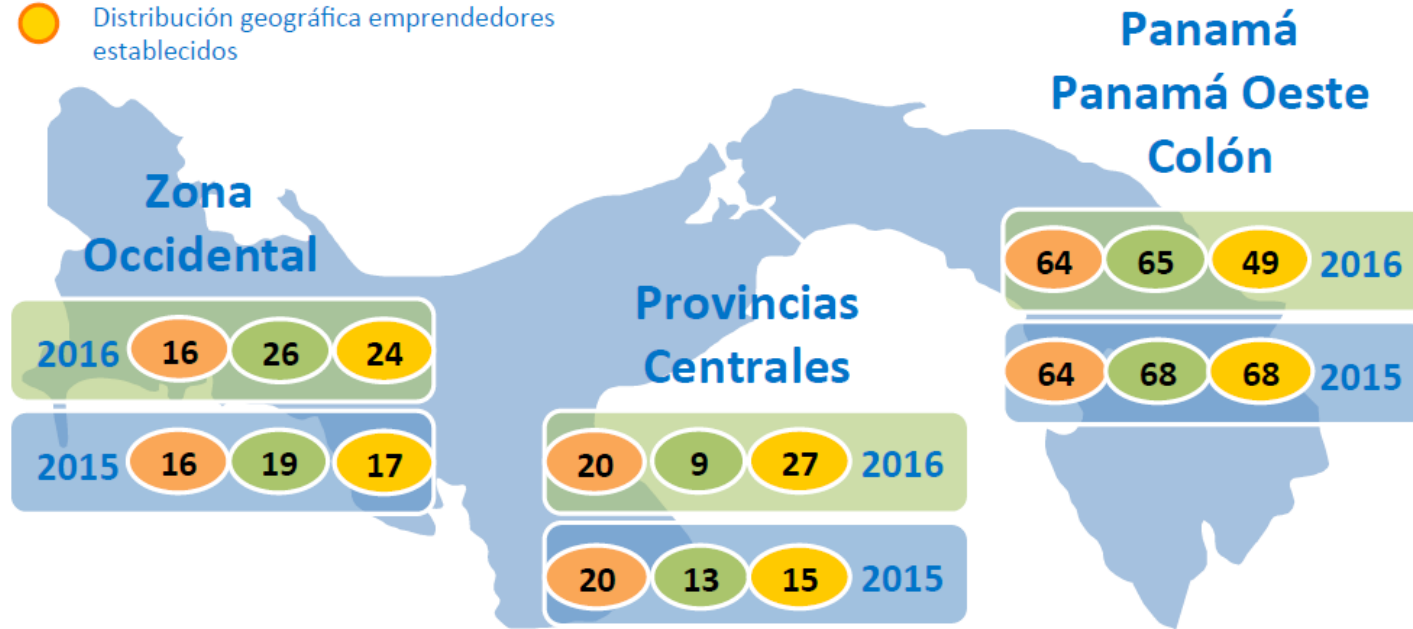 Distribución geográfica emprendedores
establecidos
Panamá
Panamá Oeste
Colón
64 65 49 2016
64 68 68 2015
Zona
Occidental
2016 16 26 24
2015 16 19 17
Provincias
Centrales
20 9 27 2016
20 13 15 2015